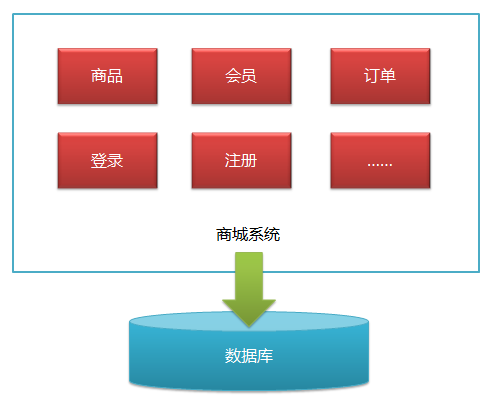 商品 会员 订单
登录 注册 ......
商城系统
数据库